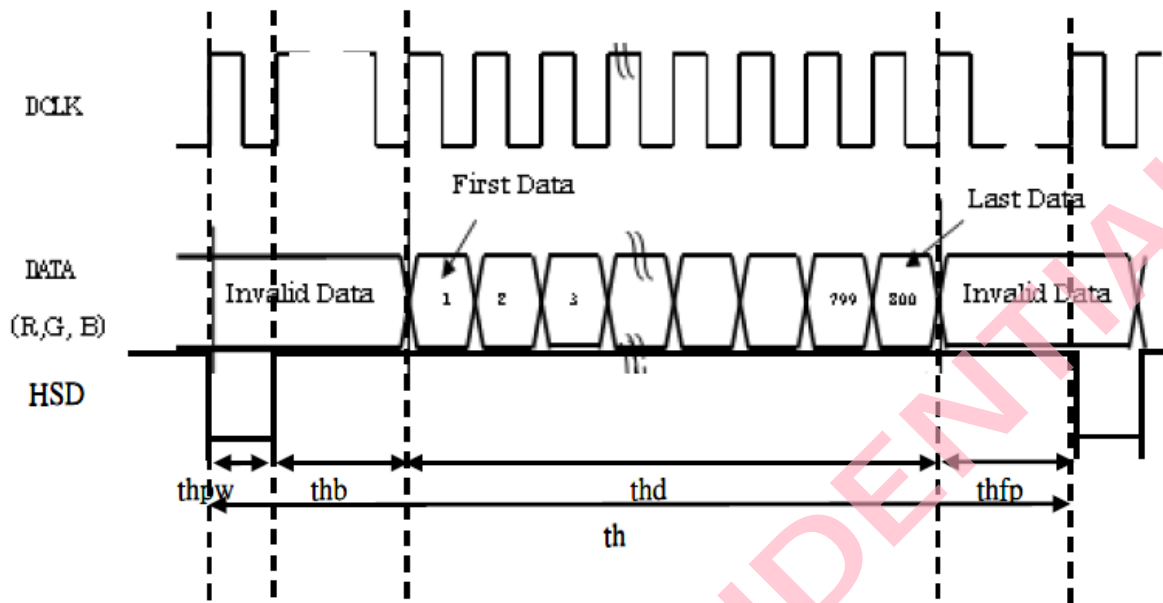 DCLK
First Data
Last Data
DATA
(R,G, B)
Invalid Data
1
2
3
799
800
Invalid Data
HSD
thpw
thb
thd
thfp
th